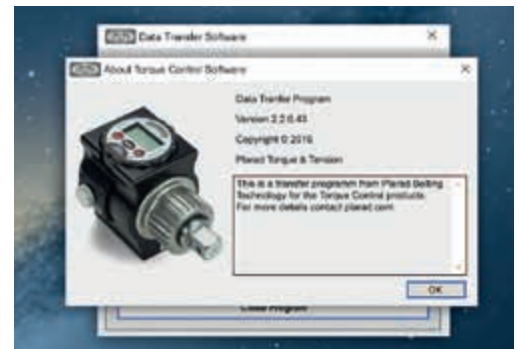 Data Transfer Software
About Torque Control Software
Data Tranfer Program
Version 2.2.6.43
Copyright © 2016
Plarad Torque & Tension
This is a transfer programm from Plarad Bolting
Technology for the Torque Control products.
For more details contact plarad.com
OK
Close Program